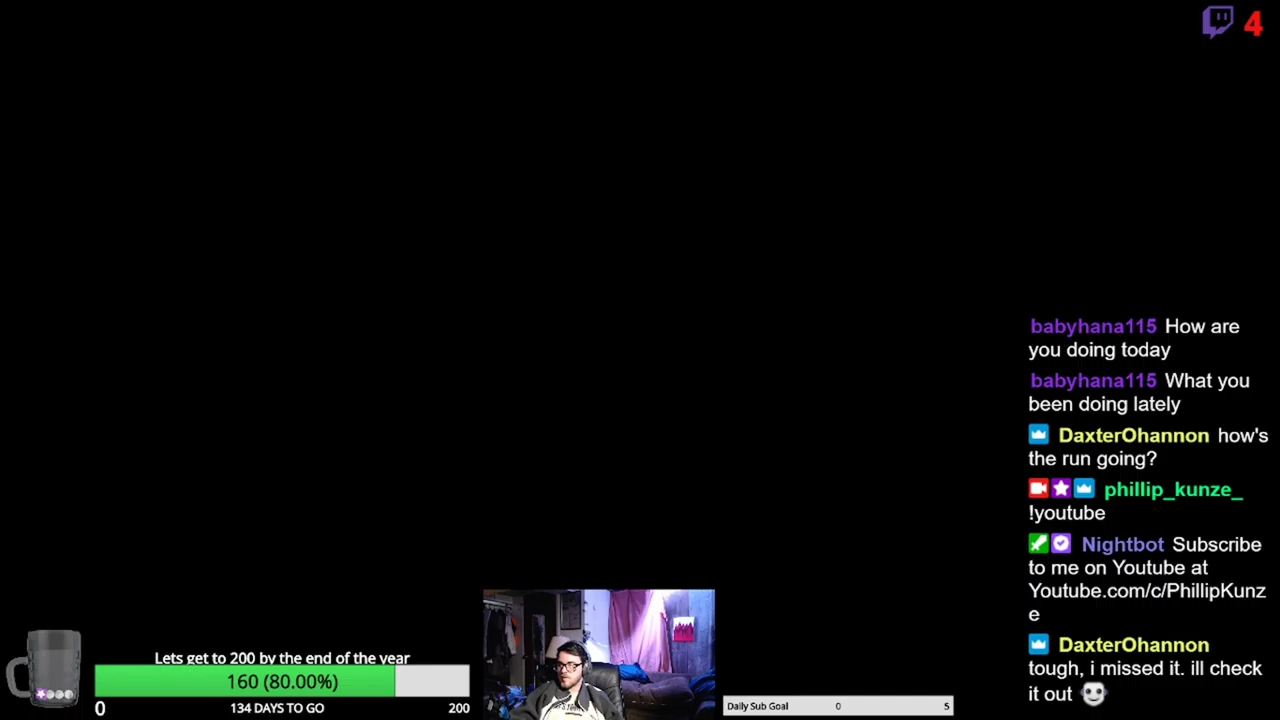 4
babyhana115 How are
you doing today
babyhana115 What you
been doing lately
DaxterOhannon how's
the run going?
phillip_kunze_
!youtube
Nightbot Subscribe
to me on Youtube at
Youtube.com/c/PhillipKunz
e
DaxterOhannon
tough, i missed it. ill check
it out
Lets get to 200 by the end of the year
160 (80.00%)
0 134 DAYS TO GO 200
Daily Sub Goal 0 5